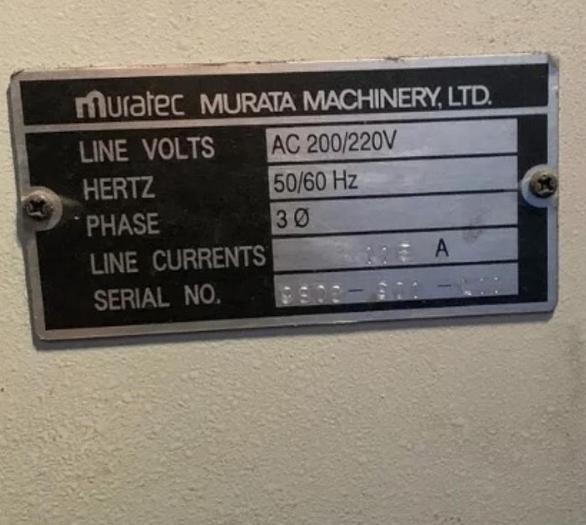 muratec MURATA MACHINERY, LTD.
LINE VOLTS AC 200/220V
HERTZ 50/60 Hz
PHASE 3 Ø
LINE CURRENTS A
SERIAL NO.